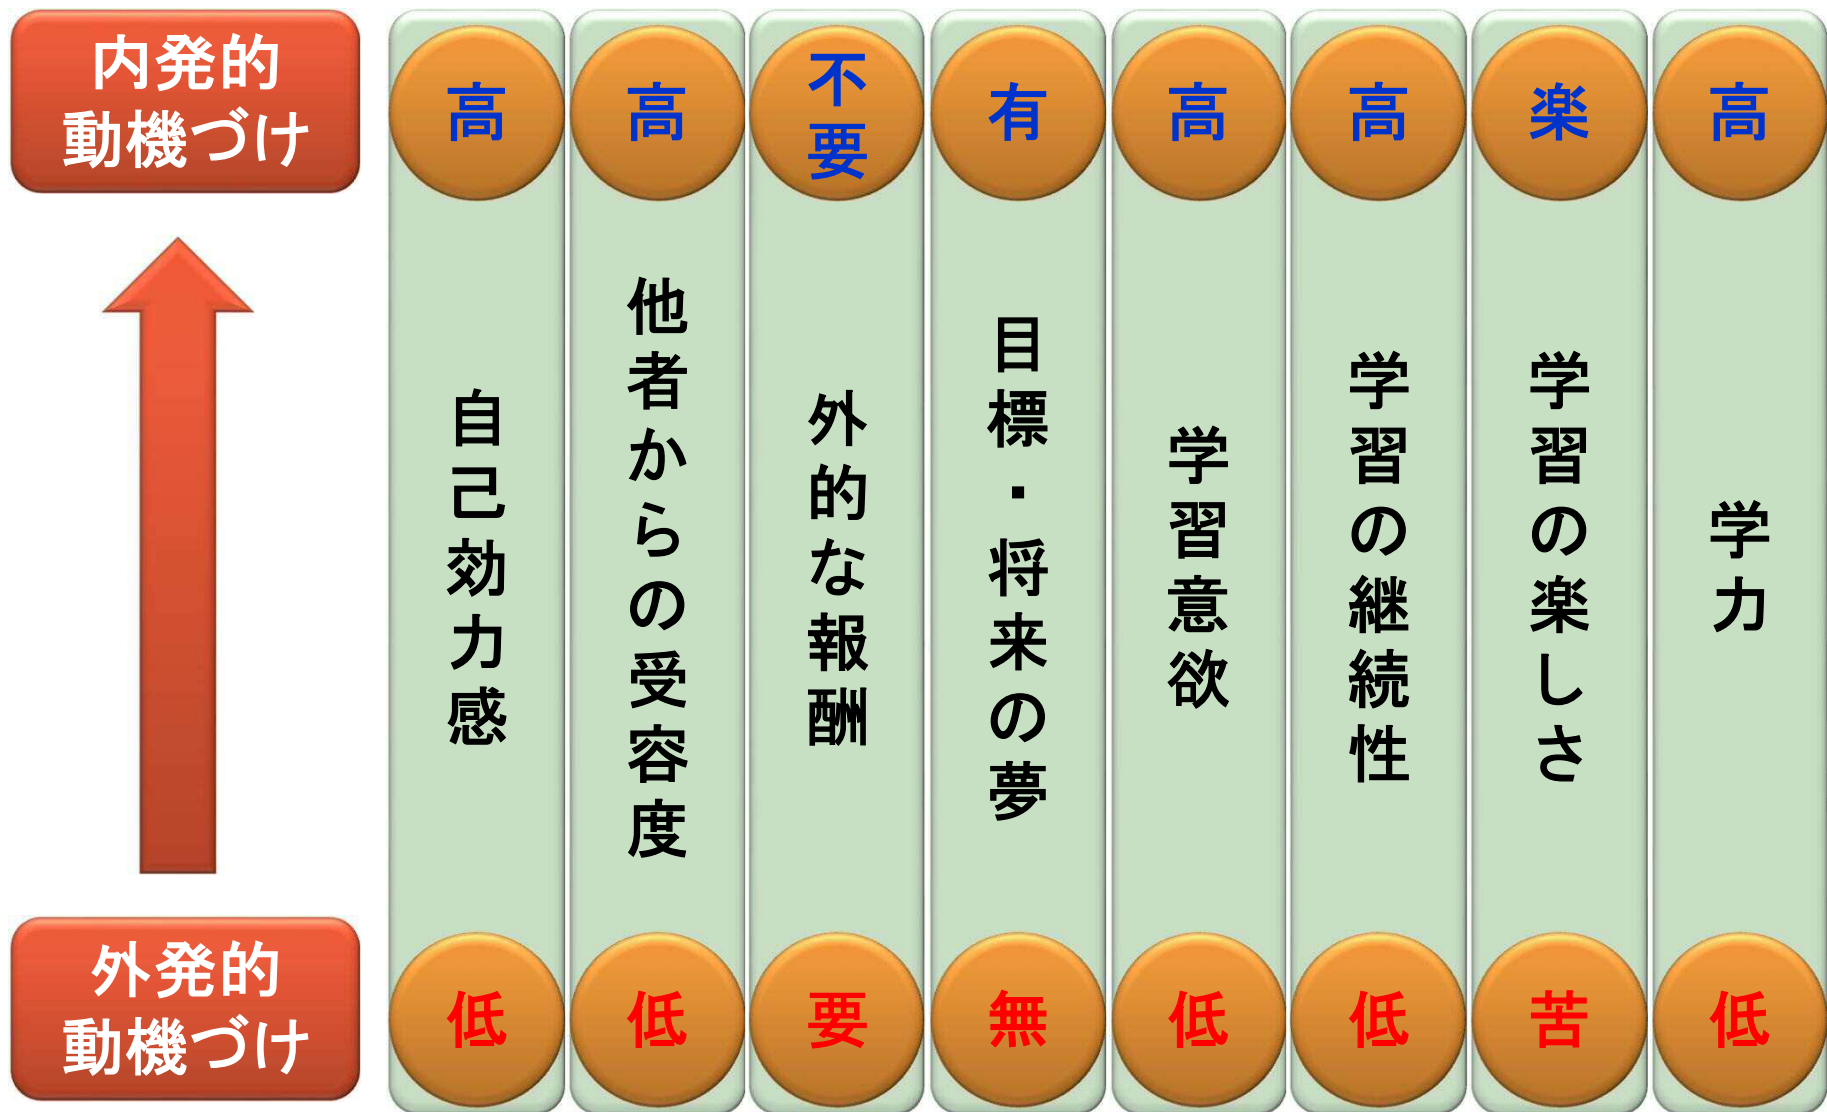 内発的
動機づけ
外発的
動機づけ
高
自己効力感
低
高
他者からの受容度
低
不要
外的な報酬
要
有
目標・将来の夢
無
高
学習意欲
低
高
学習の継続性
低
楽
学習の楽しさ
苦
高
学力
低